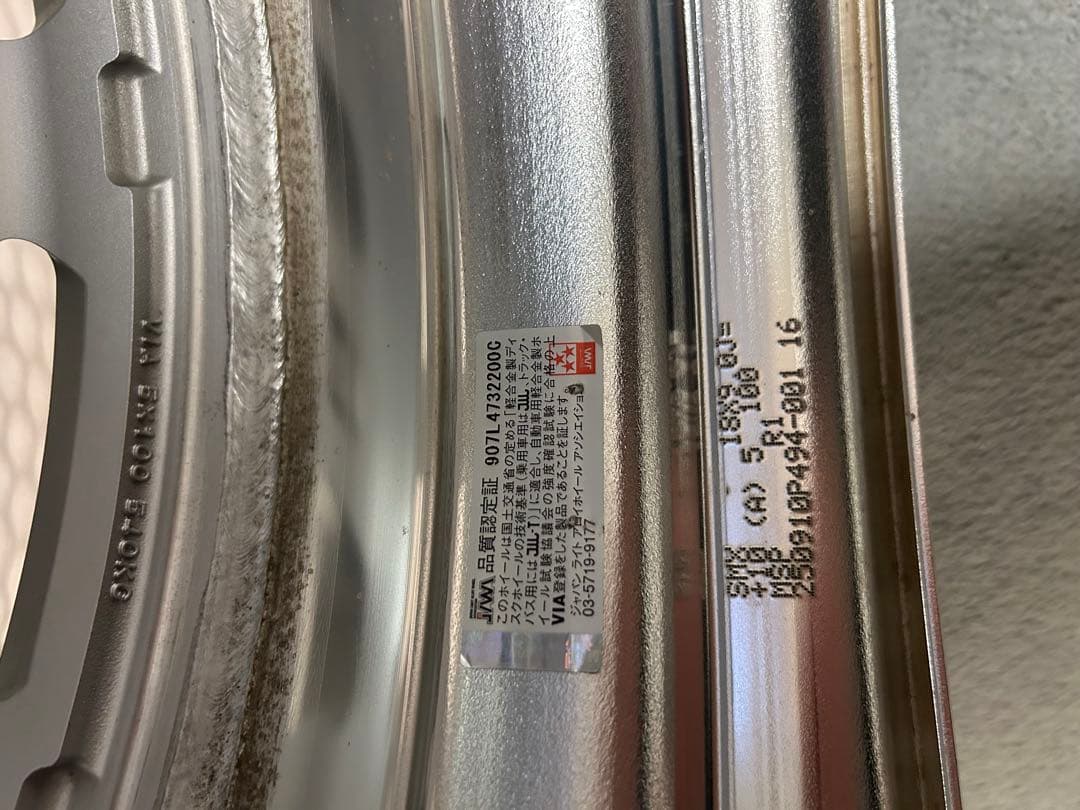 VIA 5H100 540KG
JAWA 品質認定証 907L 4732200C
このホイールは国土交通省の定める「軽合金製ディ
スクホイールの技術基準(乗用車用はJWL、トラック・
バス用にはJWL・T)」に適合し、自動車用軽合金製ホ
イール試験協議会の強度確認試験に合格の上
VIA登録をした製品であることを証します。
ジャパン ライト アロイホイール アソシエイション
03-5719-9177
SMX 18X9.0J=
(A) 5 100
MSP R1
250910P494-001 16